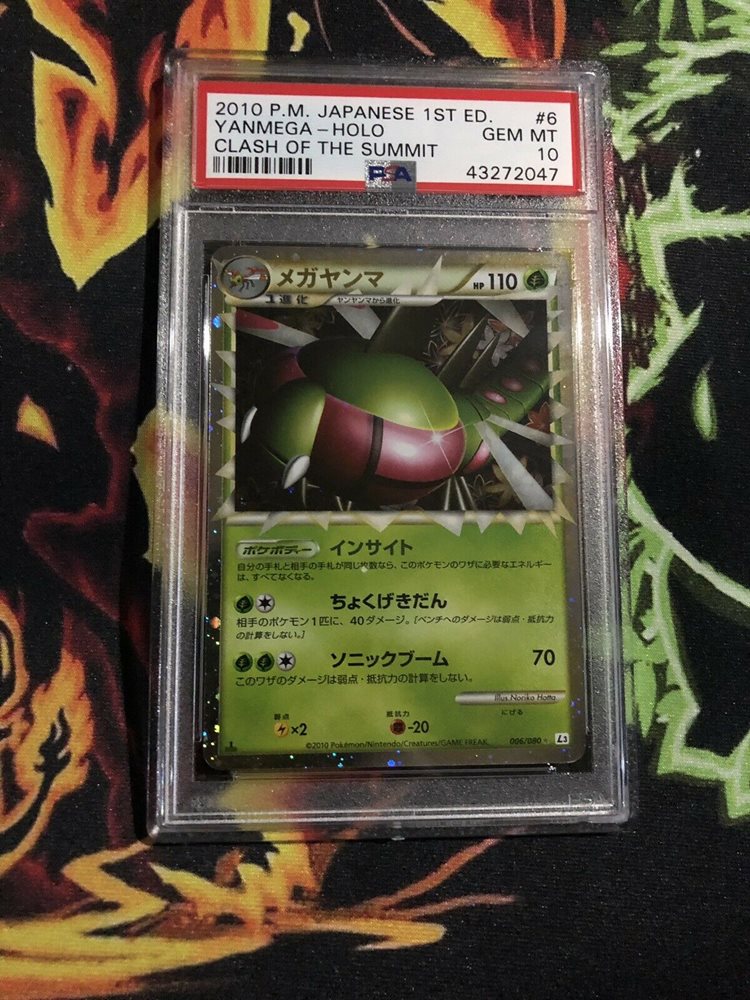 2010 P.M. JAPANESE 1ST ED. #6
YANMEGA-HOLO GEM MT
CLASH OF THE SUMMIT 10
PSA 43272047
メガヤンマ HP 110
1進化 ヤンヤンマから進化
ポケボディー インサイト
自分の手札と相手の手札が同じ枚数なら、このポケモンのワザに必要なエネルギー
は、すべてなくなる。
ちょくげきだん
相手のポケモン1匹に、40ダメージ。[ベンチへのダメージは弱点・抵抗力
の計算をしない。]
ソニックブーム 70
このワザのダメージは弱点・抵抗力の計算をしない。
Illus. Noriko Hotta
弱点 抵抗力 にげる
×2 -20
©2010 Pokémon/Nintendo/Creatures/GAME FREAK. 006/080 L3
1